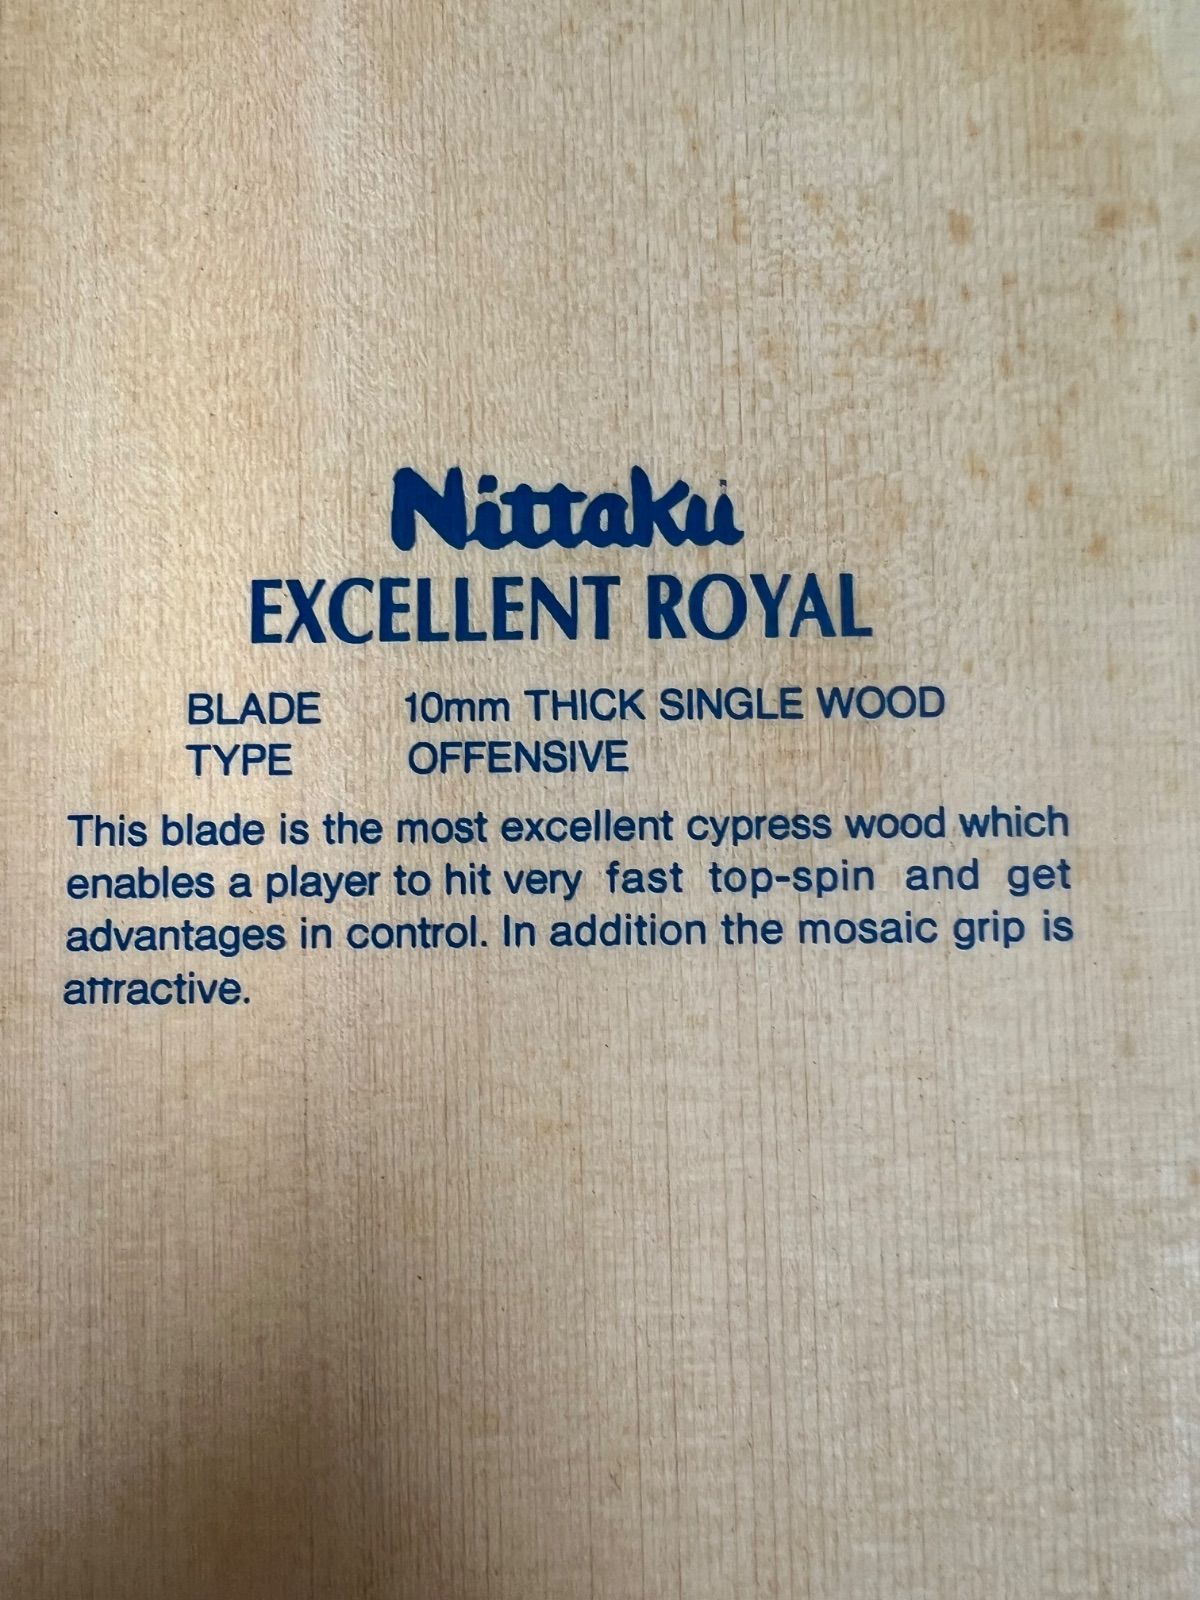 Nittaku
EXCELLENT ROYAL
BLADE 10mm THICK SINGLE WOOD
TYPE OFFENSIVE
This blade is the most excellent cypress wood which
enables a player to hit very fast top-spin and get
advantages in control. In addition the mosaic grip is
attractive.